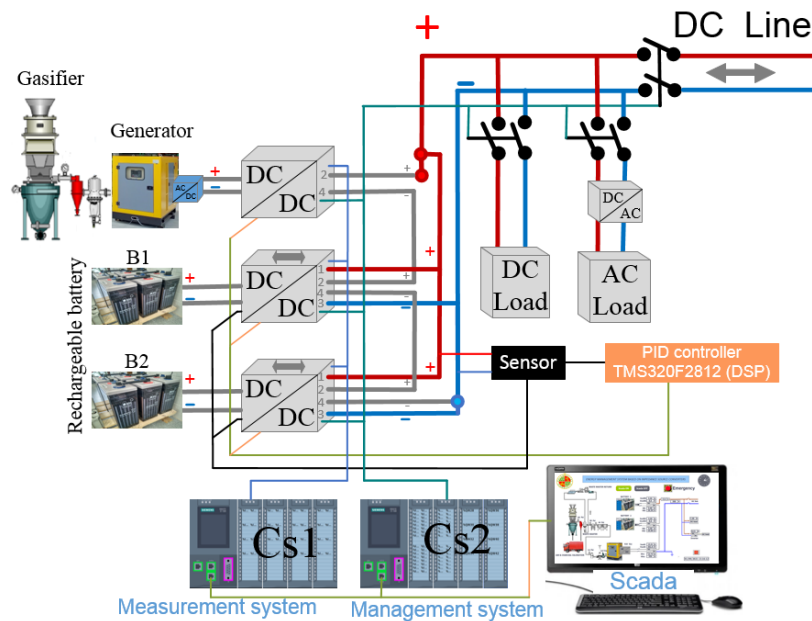 DC Line
+
−
Gasifier
Generator
+
−
AC
DC
DC
DC
2
4
+
-
DC
AC
B1
+
−
DC
DC
1
2
4
3
+
+
-
−
DC
Load
AC
Load
Rechargeable battery
B2
+
−
DC
DC
1
2
4
3
+
+
-
−
Sensor
PID controller
TMS320F2812 (DSP)
Emergency
Cs1
Cs2
Scada
Measurement system
Management system